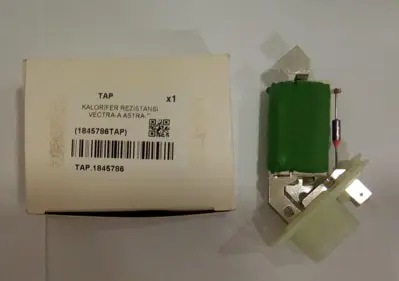 TAP
x1
KALORİFER REZİSTANSI
VECTRA-A ASTRA
(1845786TAP)
TAP.1845786